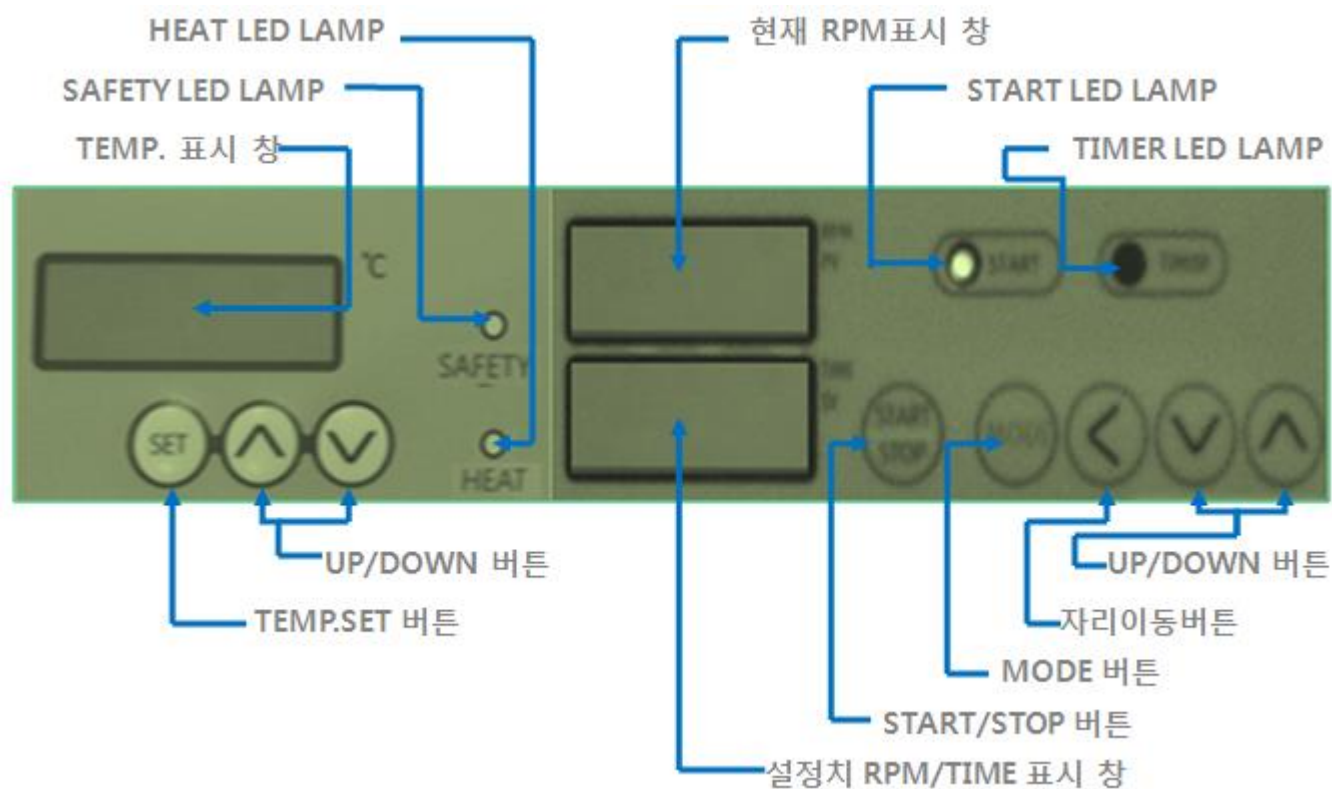 HEAT LED LAMP
현재 RPM표시 창
SAFETY LED LAMP
START LED LAMP
TEMP. 표시 창
TIMER LED LAMP
℃
RPM
PV
START
TIMER
SAFETY
TIME
SV
SET
START
STOP
MODE
HEAT
UP/DOWN 버튼
UP/DOWN 버튼
TEMP.SET 버튼
자리이동버튼
MODE 버튼
START/STOP 버튼
설정치 RPM/TIME 표시 창